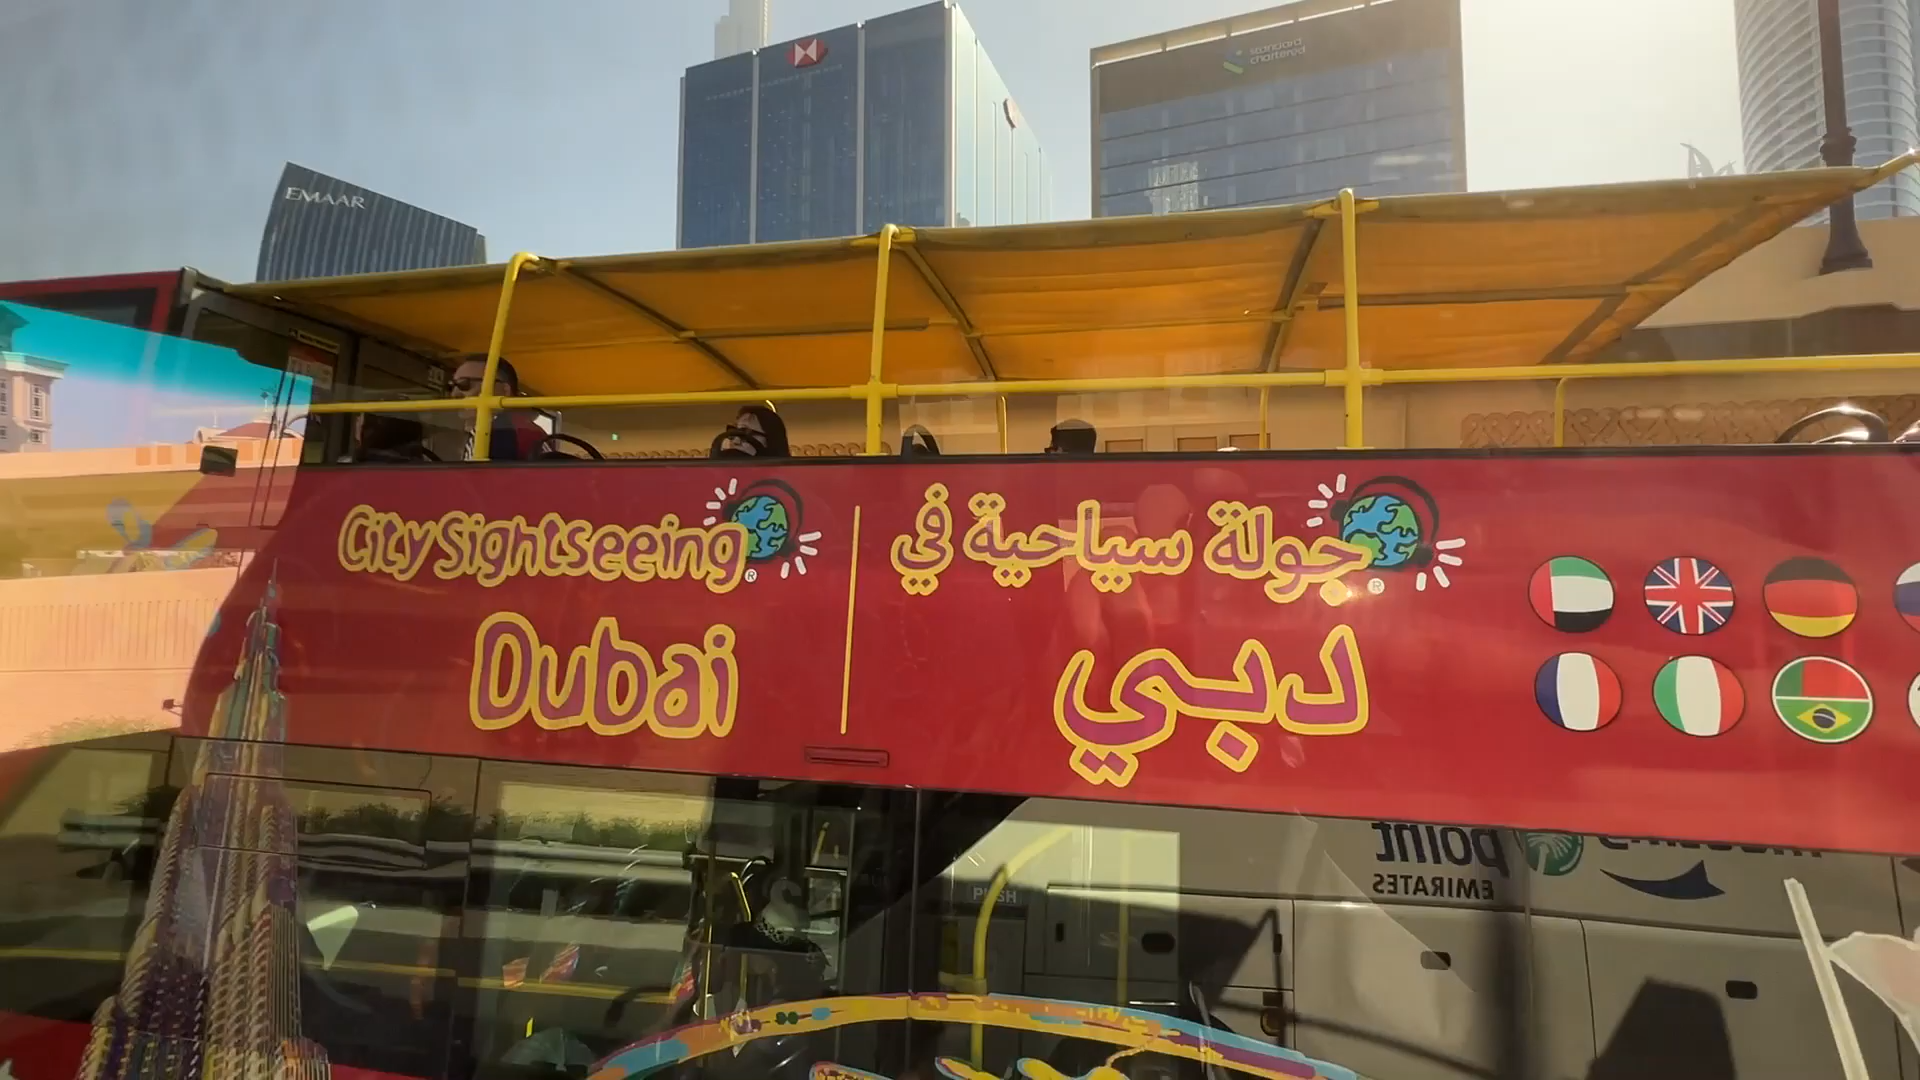 EMAAR
standard
chartered
City Sightseeing®
Dubai
جولة سياحية في®
دبي
PUSH
point
EMIRATES